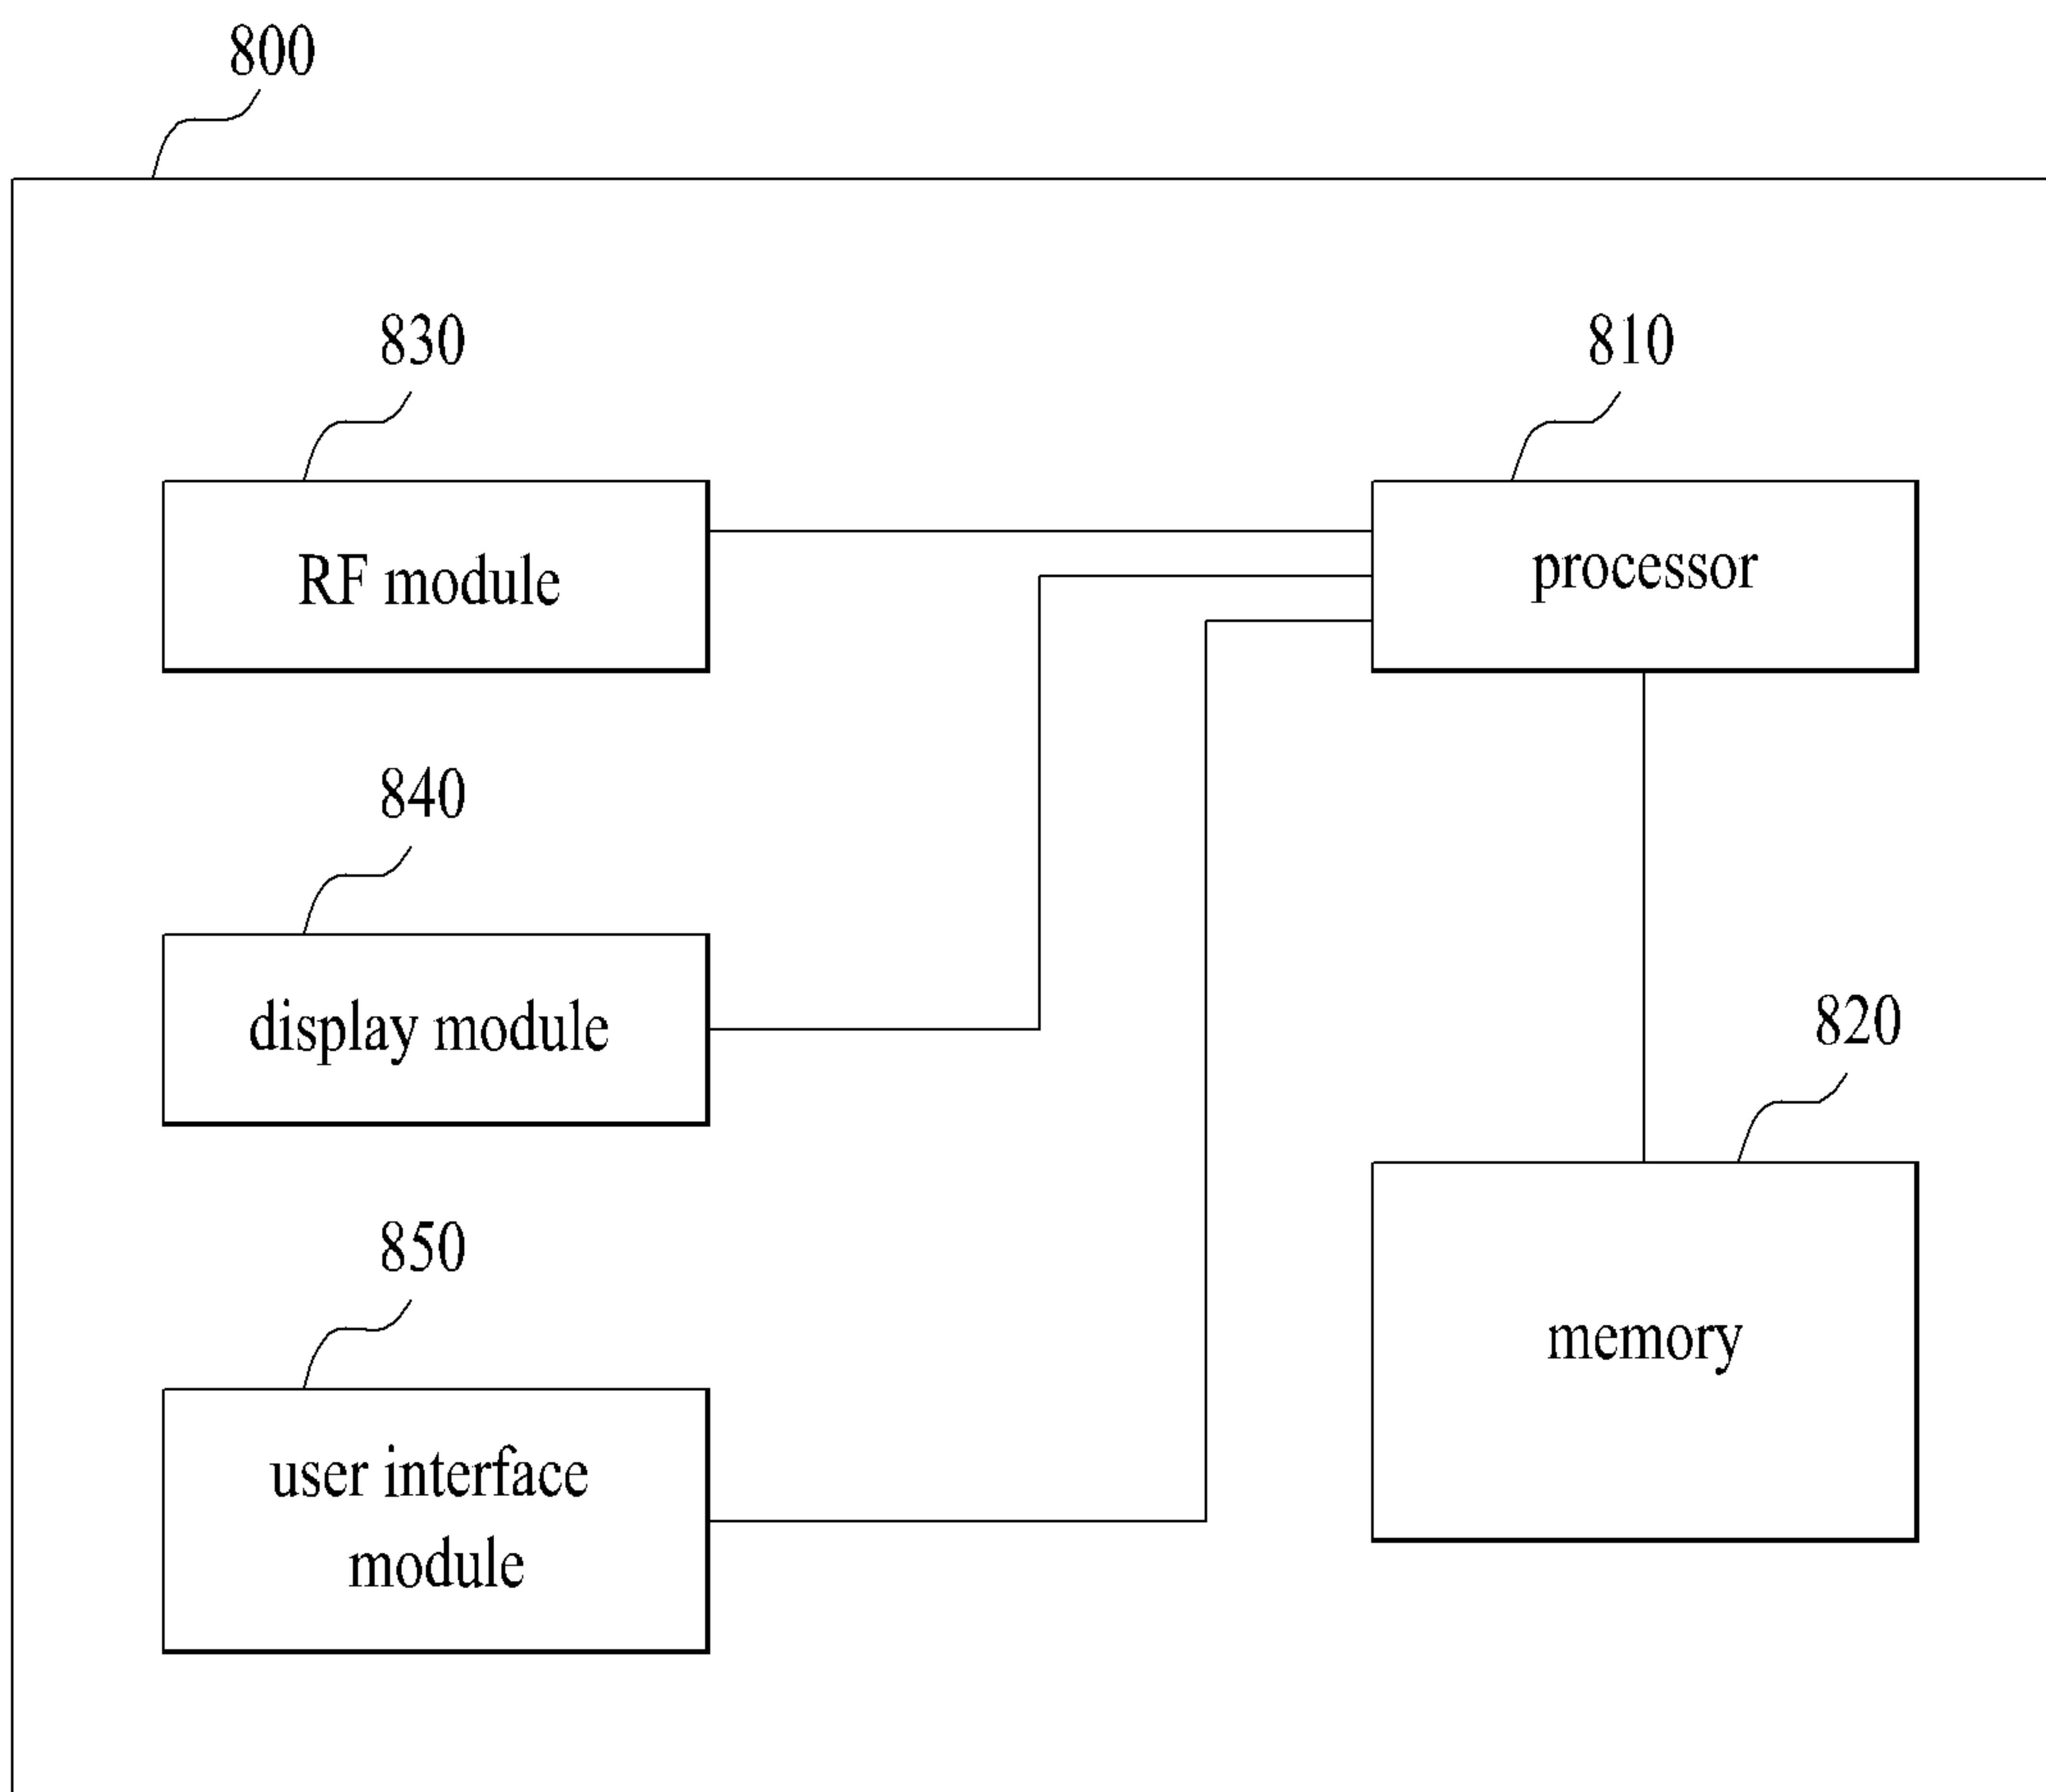 800
830
810
RF module
processor
840
display module
820
850
memory
user interface
module